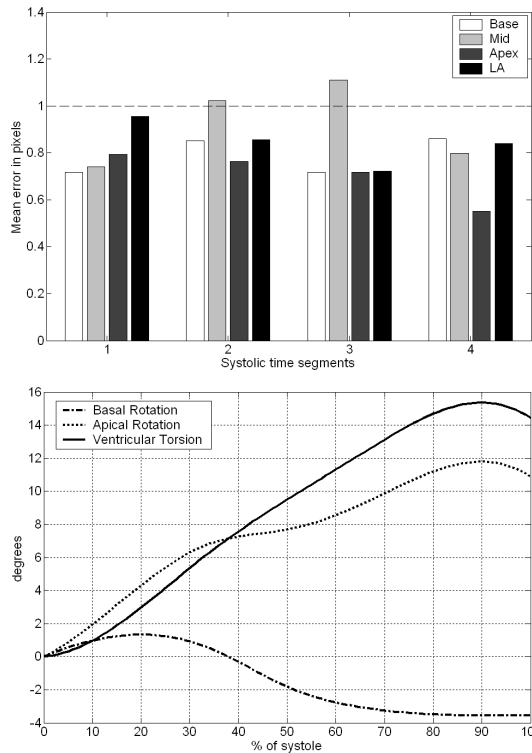 1.4
1.2
1
0.8
0.6
0.4
0.2
0
Mean error in pixels
Base
Mid
Apex
LA
1 2 3 4
Systolic time segments
16
14
12
10
8
6
4
2
0
-2
-4
degrees
Basal Rotation
Apical Rotation
Ventricular Torsion
0 10 20 30 40 50 60 70 80 90 100
% of systole